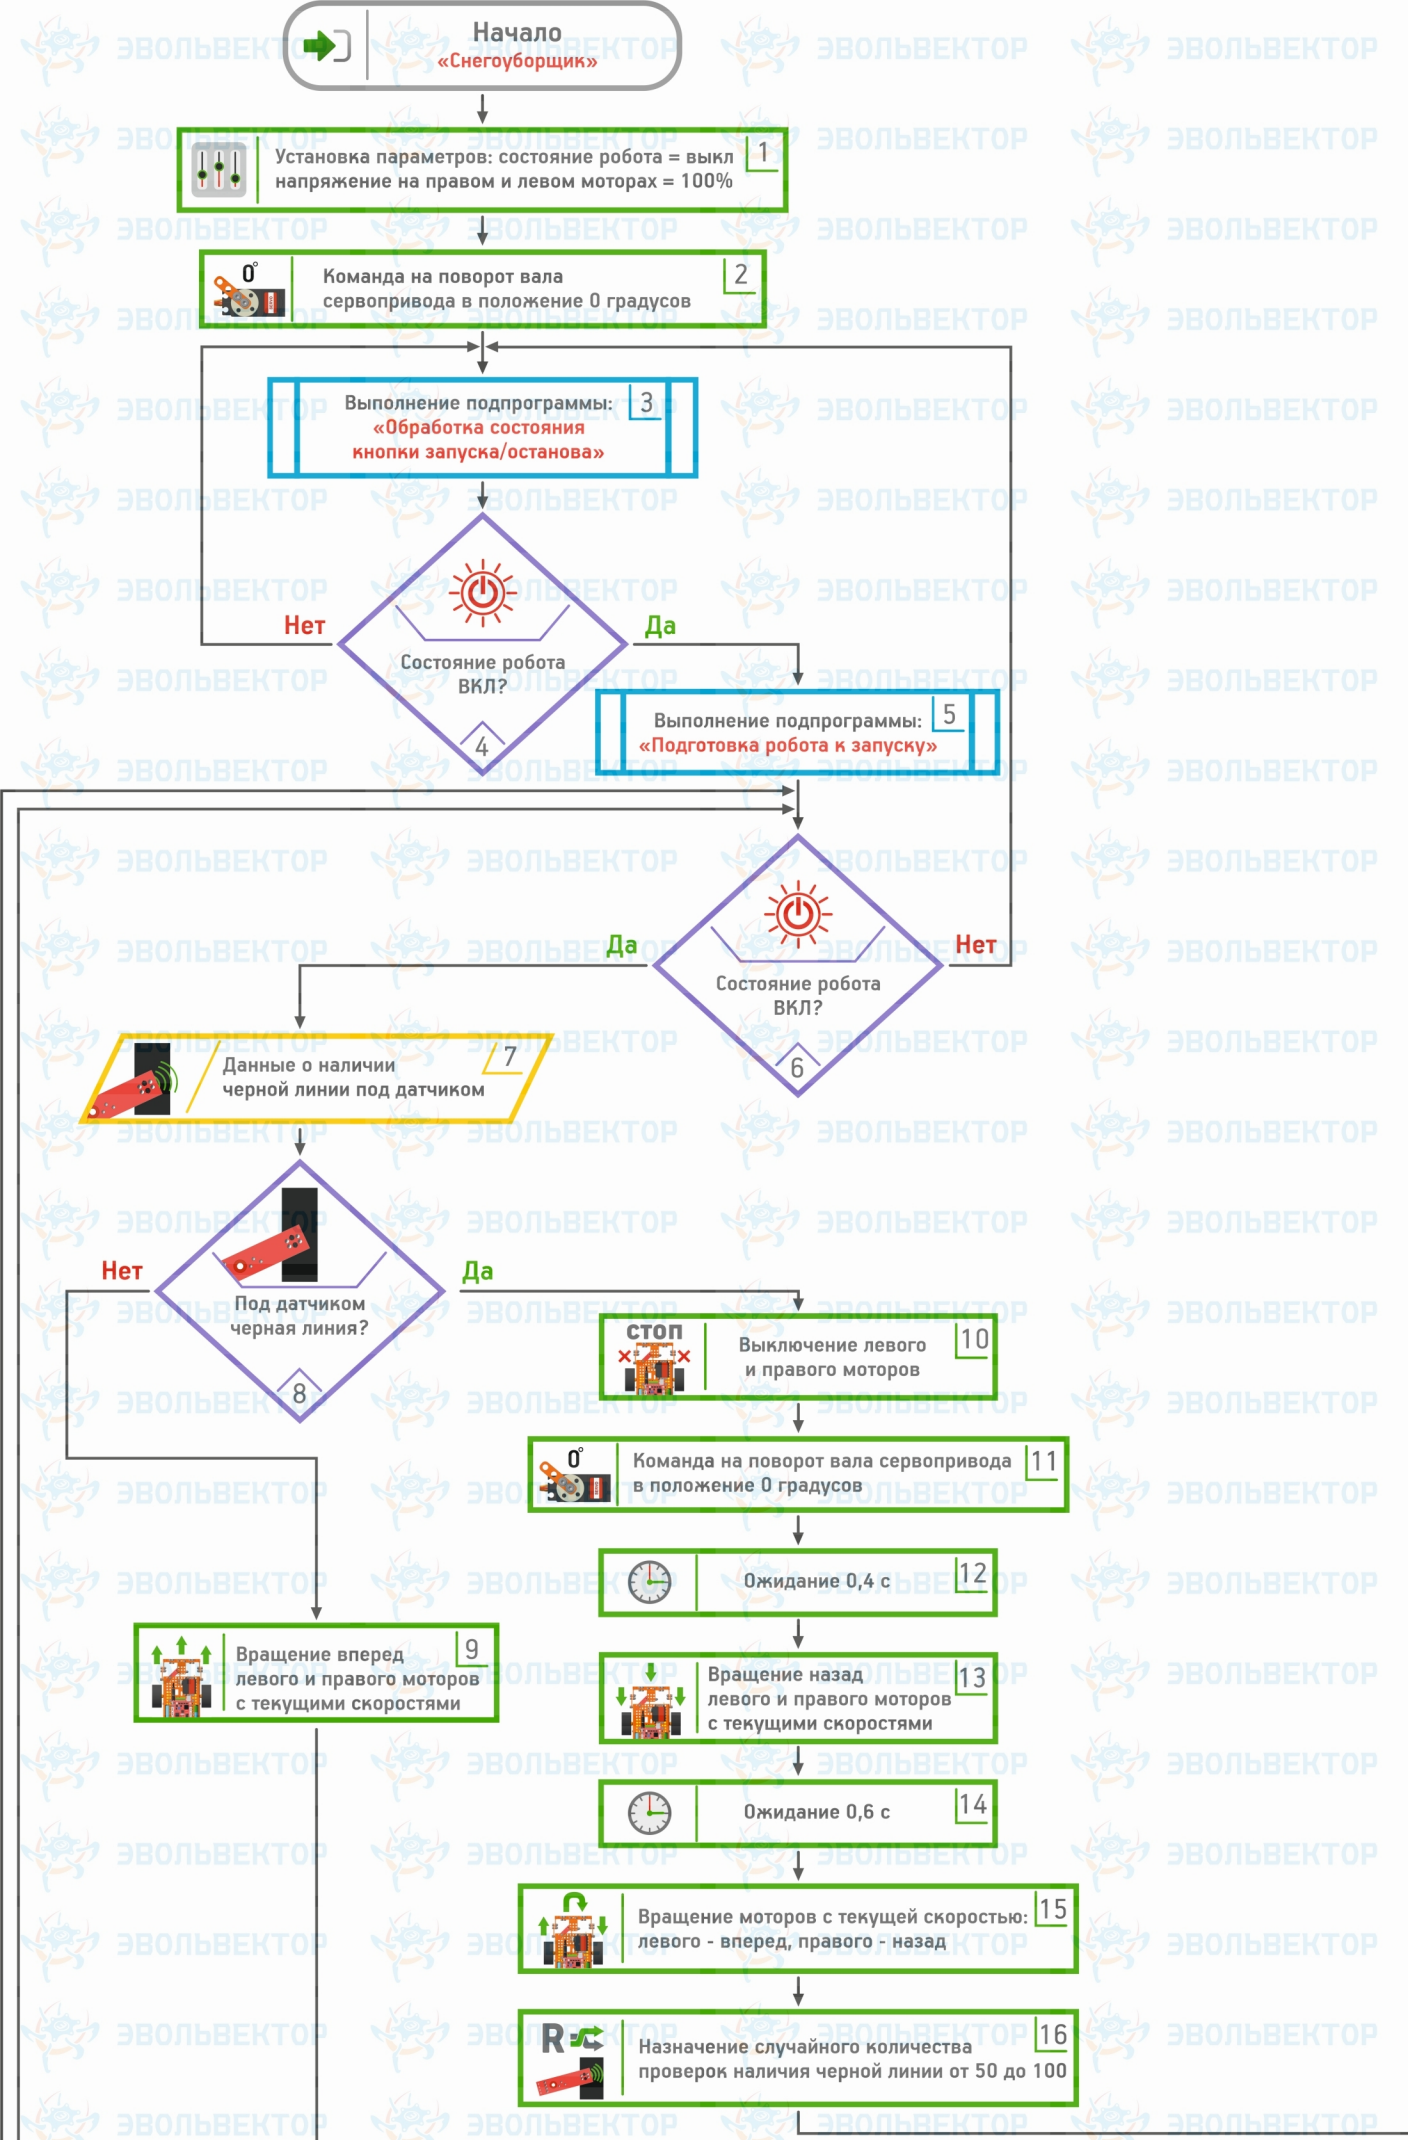 Начало
«Снегоуборщик»
Установка параметров: состояние робота = выкл
напряжение на правом и левом моторах = 100%
1
0°
Команда на поворот вала
сервопривода в положение 0 градусов
2
Выполнение подпрограммы:
«Обработка состояния
кнопки запуска/останова»
3
Нет
Да
Состояние робота
ВКЛ?
4
Выполнение подпрограммы:
«Подготовка робота к запуску»
5
Да
Нет
Состояние робота
ВКЛ?
6
Данные о наличии
черной линии под датчиком
7
Нет
Да
Под датчиком
черная линия?
8
СТОП
Выключение левого
и правого моторов
10
0°
Команда на поворот вала сервопривода
в положение 0 градусов
11
Ожидание 0,4 с
12
Вращение вперед
левого и правого моторов
с текущими скоростями
9
Вращение назад
левого и правого моторов
с текущими скоростями
13
Ожидание 0,6 с
14
Вращение моторов с текущей скоростью:
левого - вперед, правого - назад
15
R
Назначение случайного количества
проверок наличия черной линии от 50 до 100
16
ЭВОЛЬВЕКТОР